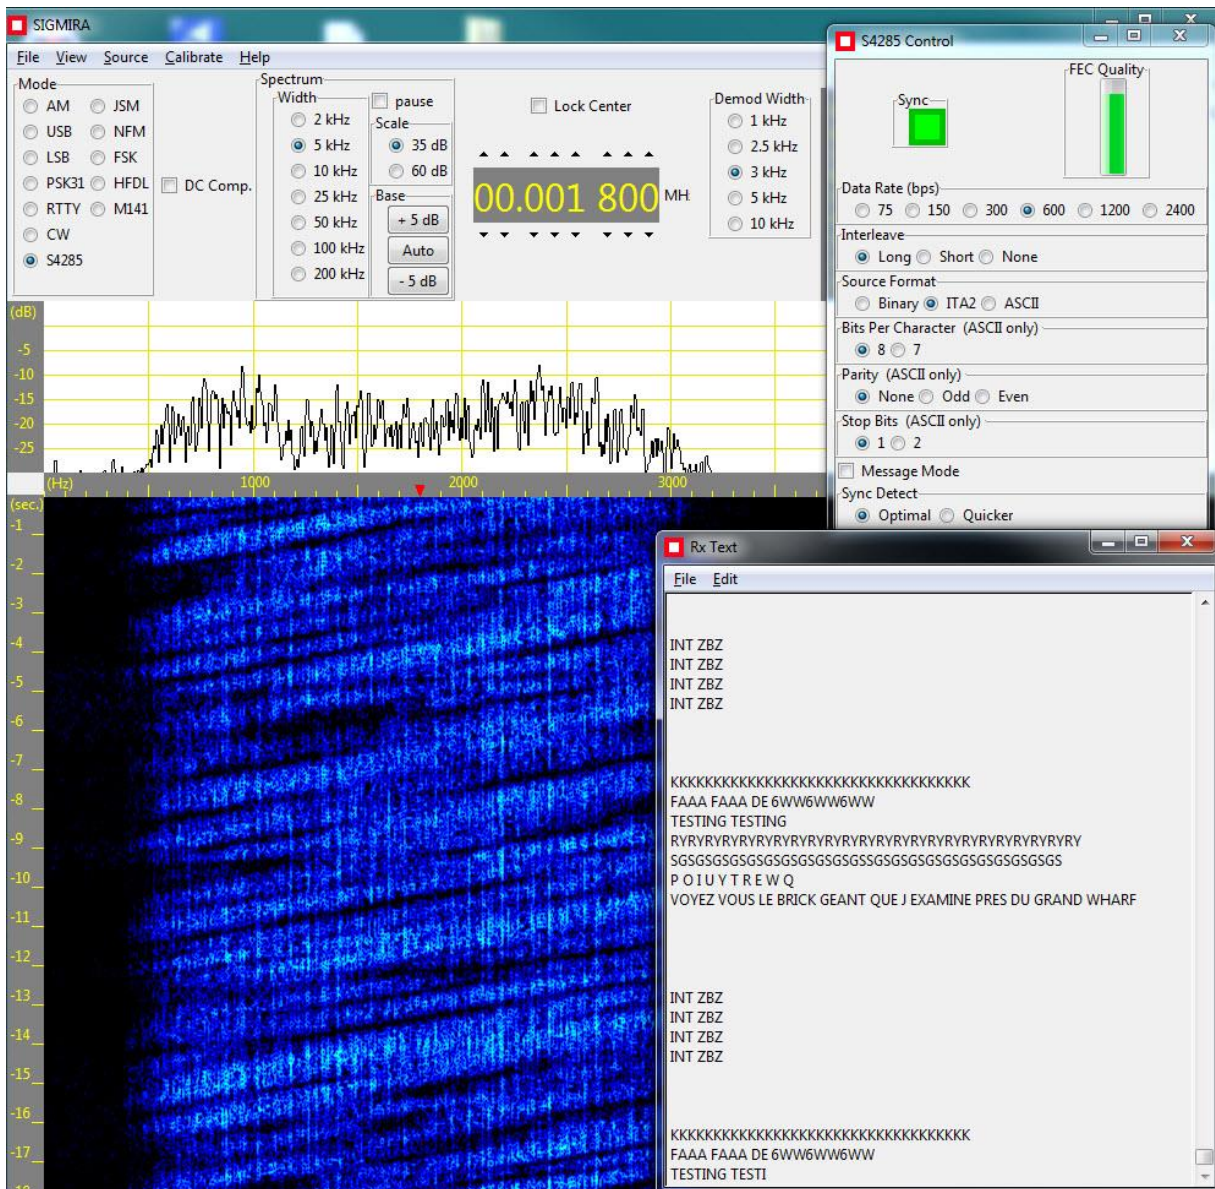 SIGMIRA
File View Source Calibrate Help
Mode
AM JSM
USB NFM
LSB FSK
PSK31 HFDL
RTTY M141
CW
S4285
DC Comp.
Spectrum
Width
2 kHz
5 kHz
10 kHz
25 kHz
50 kHz
100 kHz
200 kHz
pause
Scale
35 dB
60 dB
Base
+ 5 dB
Auto
- 5 dB
Lock Center
00.001 800 MH
Demod Width
1 kHz
2.5 kHz
3 kHz
5 kHz
10 kHz
(dB)
-5
-10
-15
-20
-25
(Hz) 1000 2000 3000
(sec.)
-1
-2
-3
-4
-5
-6
-7
-8
-9
-10
-11
-12
-13
-14
-15
-16
-17
S4285 Control
Sync
FEC Quality
Data Rate (bps)
75 150 300 600 1200 2400
Interleave
Long Short None
Source Format
Binary ITA2 ASCII
Bits Per Character (ASCII only)
8 7
Parity (ASCII only)
None Odd Even
Stop Bits (ASCII only)
1 2
Message Mode
Sync Detect
Optimal Quicker
Rx Text
File Edit
INT ZBZ
INT ZBZ
INT ZBZ
INT ZBZ
KKKKKKKKKKKKKKKKKKKKKKKKKKKKKKKKKKK
FAAA FAAA DE 6WW6WW6WW
TESTING TESTING
RYRYRYRYRYRYRYRYRYRYRYRYRYRYRYRYRYRYRYRYRYRYRYRY
SGSGSGSGSGSGSGSGSGSGSGSGSGSGSGSGSGSGSGSGSGSGSGSG
P O I U Y T R E W Q
VOYEZ VOUS LE BRICK GEANT QUE J EXAMINE PRES DU GRAND WHARF
INT ZBZ
INT ZBZ
INT ZBZ
INT ZBZ
KKKKKKKKKKKKKKKKKKKKKKKKKKKKKKKKKKK
FAAA FAAA DE 6WW6WW6WW
TESTING TESTI